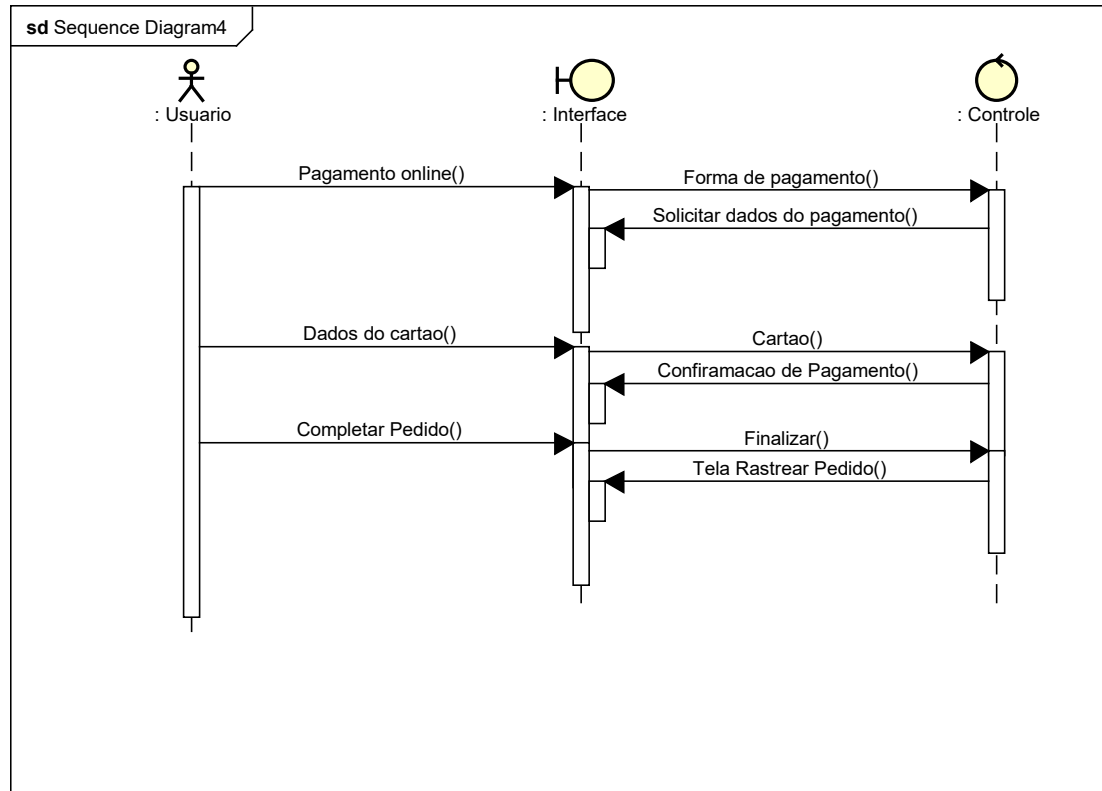 sd Sequence Diagram4
: Usuario
: Interface
: Controle
Pagamento online()
Forma de pagamento()
Solicitar dados do pagamento()
Dados do cartao()
Cartao()
Confiramacao de Pagamento()
Completar Pedido()
Finalizar()
Tela Rastrear Pedido()